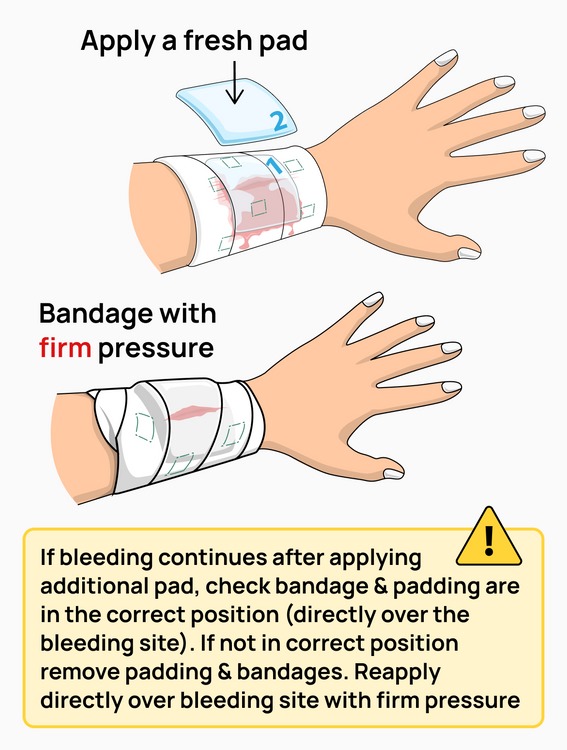 Apply a fresh pad
2
1
Bandage with
firm pressure
!
If bleeding continues after applying
additional pad, check bandage & padding are
in the correct position (directly over the
bleeding site). If not in correct position
remove padding & bandages. Reapply
directly over bleeding site with firm pressure